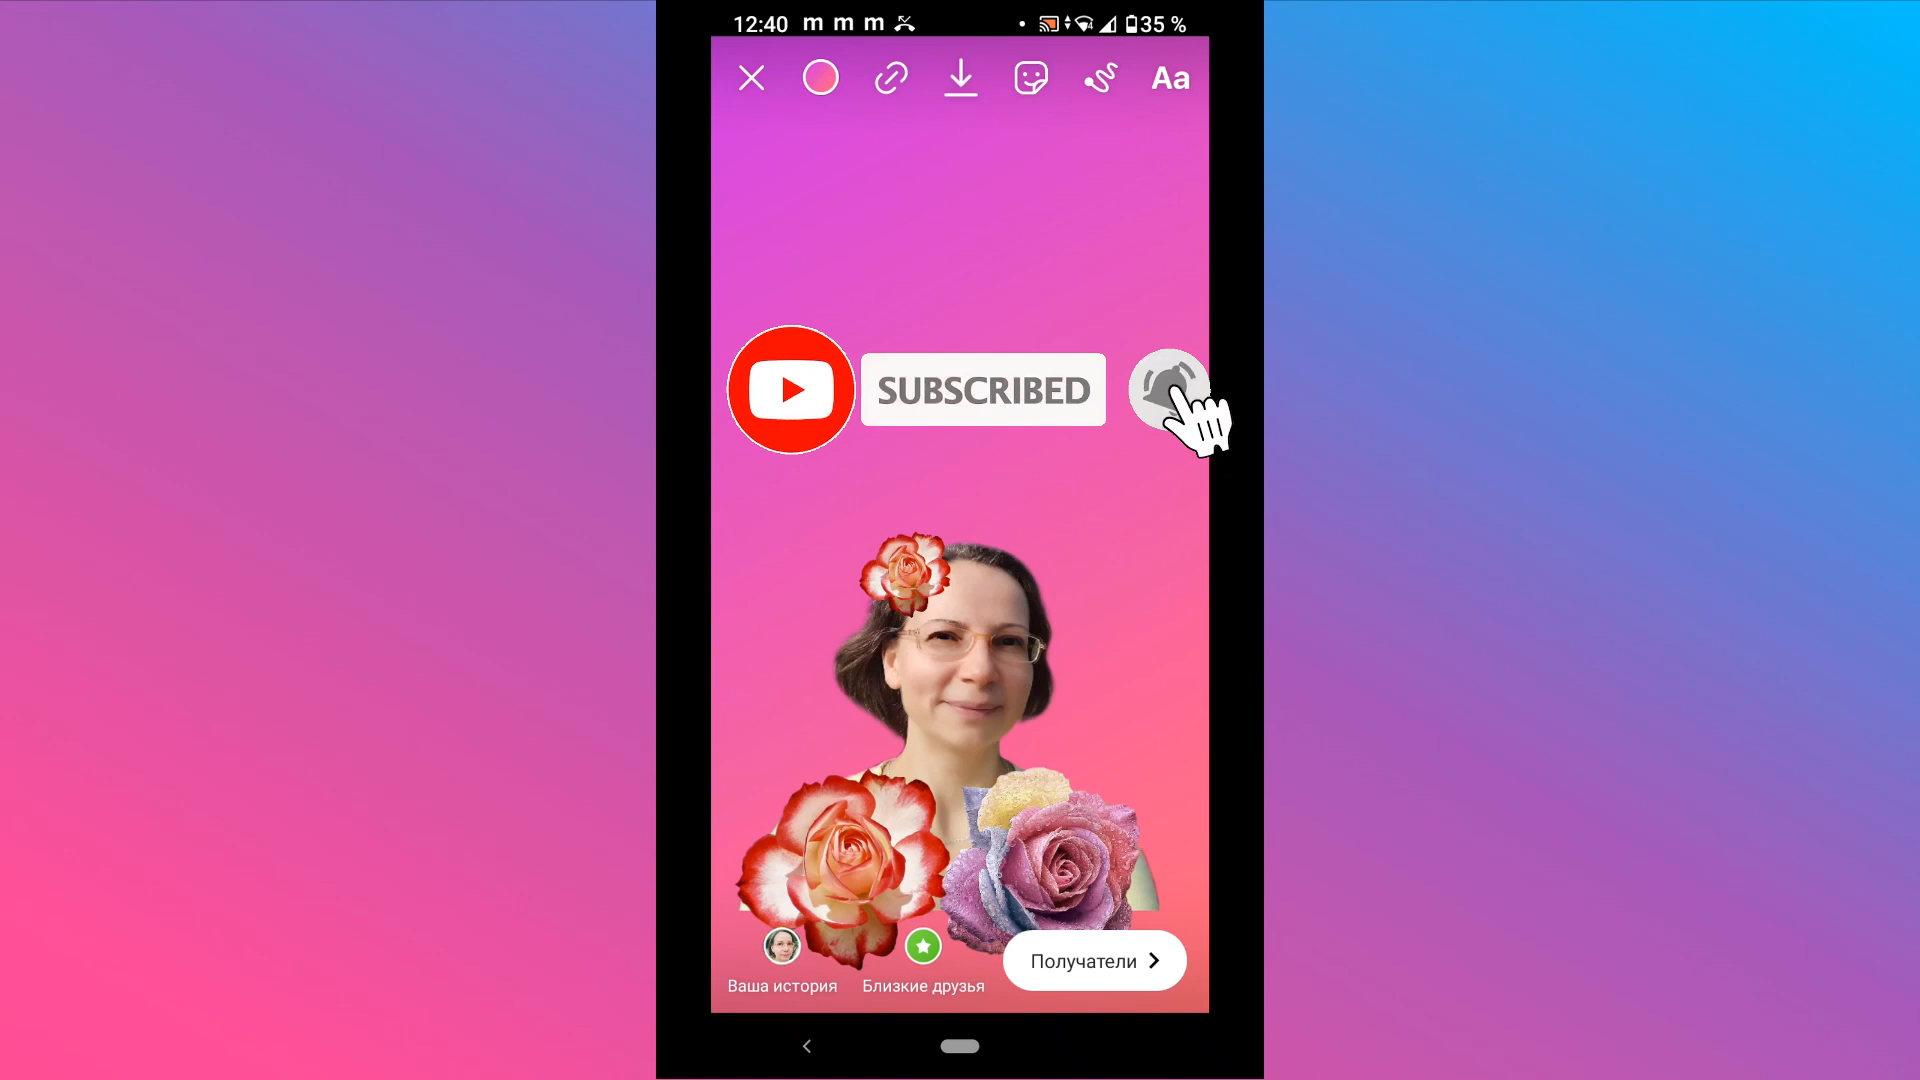 12:40 m m m 35 %
Aa
SUBSCRIBED
Ваша история
Близкие друзья
Получатели